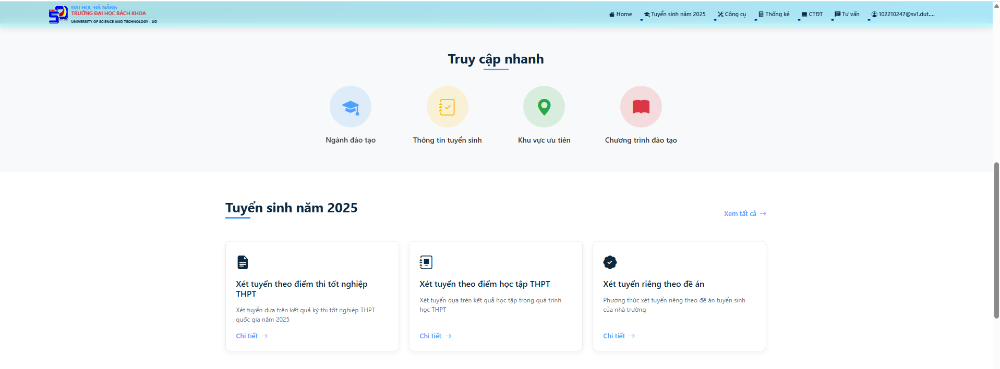 ĐẠI HỌC ĐÀ NẴNG
TRƯỜNG ĐẠI HỌC BÁCH KHOA
UNIVERSITY OF SCIENCE AND TECHNOLOGY - UD
Home
Tuyển sinh năm 2025
Công cụ
Thống kê
CTĐT
Tư vấn
102210247@sv1.dut....
Truy cập nhanh
Ngành đào tạo
Thông tin tuyển sinh
Khu vực ưu tiên
Chương trình đào tạo
Tuyển sinh năm 2025
Xem tất cả
Xét tuyển theo điểm thi tốt nghiệp
THPT
Xét tuyển dựa trên kết quả kỳ thi tốt nghiệp THPT
quốc gia năm 2025
Chi tiết
Xét tuyển theo điểm học tập THPT
Xét tuyển dựa trên kết quả học tập trong quá trình
học THPT
Chi tiết
Xét tuyển riêng theo đề án
Phương thức xét tuyển riêng theo đề án tuyển sinh
của nhà trường
Chi tiết